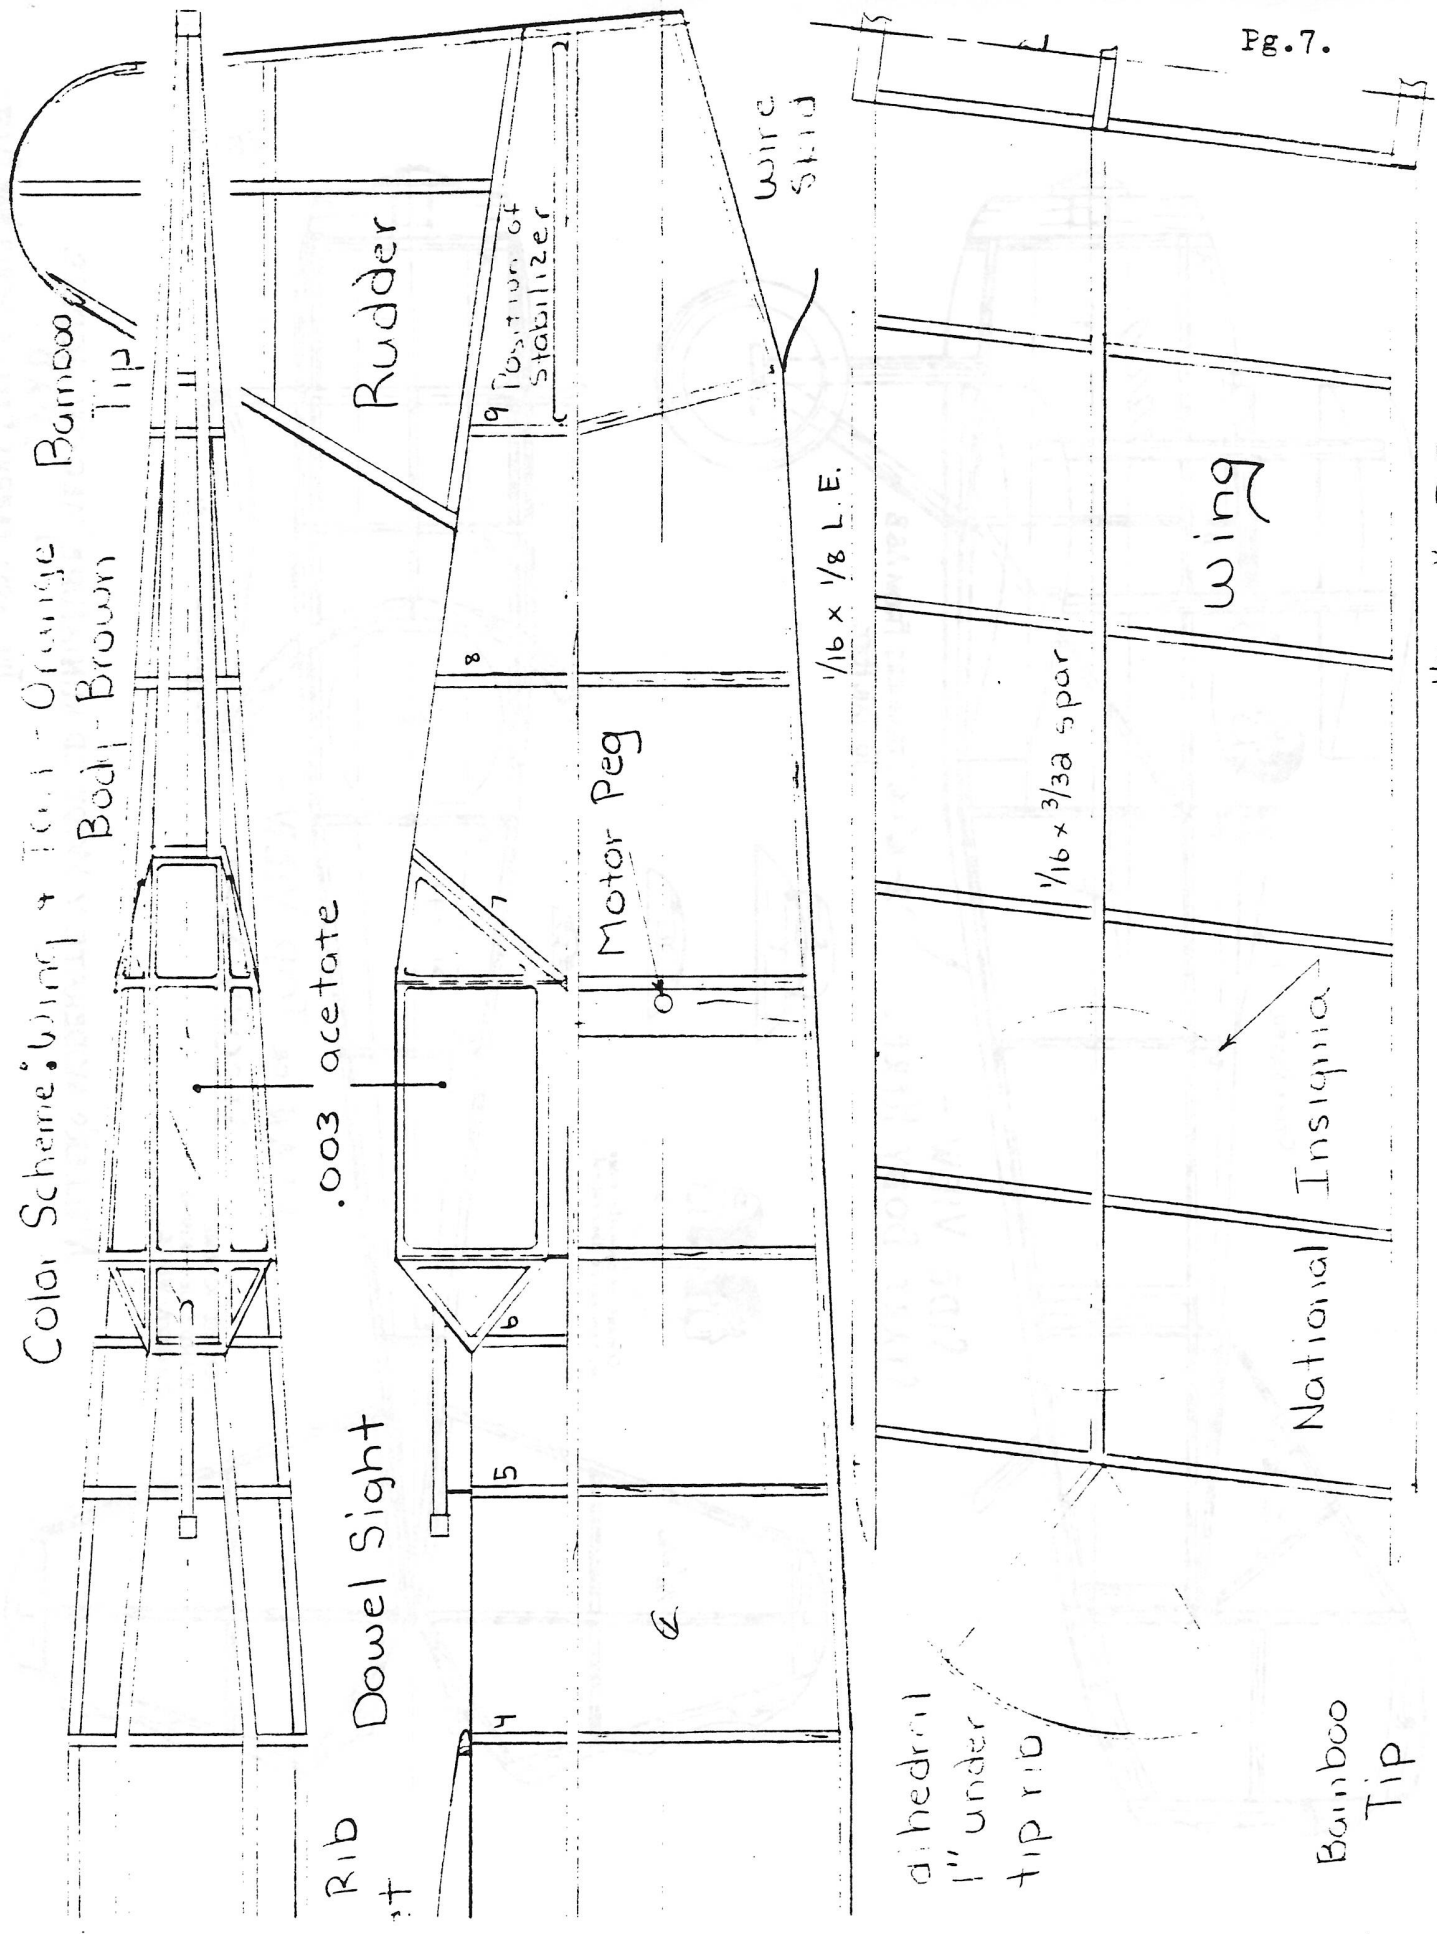 Pg.7.
Color Scheme: Wing & Tail - Orange
Body - Brown
Bamboo
Tip
Rudder
9
Position of
stabilizer
Wire
Skid
.003 acetate
8
7
Motor Peg
1/16 x 1/8 L.E.
6
5
4
Dowel Sight
Rib
1/16 x 3/32 spar
Wing
National Insignia
dihedral
1" under
tip rib
Bamboo
Tip